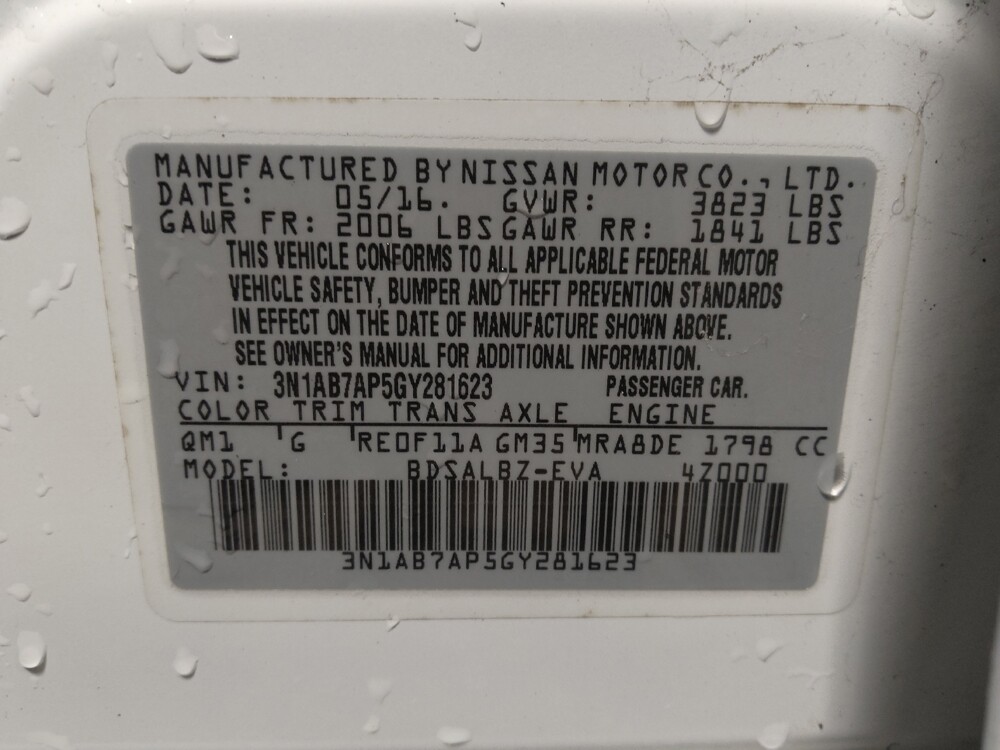 MANUFACTURED BY NISSAN MOTOR CO., LTD.
DATE: 05/16. GVWR: 3823 LBS
GAWR FR: 2006 LBS GAWR RR: 1841 LBS
THIS VEHICLE CONFORMS TO ALL APPLICABLE FEDERAL MOTOR
VEHICLE SAFETY, BUMPER AND THEFT PREVENTION STANDARDS
IN EFFECT ON THE DATE OF MANUFACTURE SHOWN ABOVE.
SEE OWNER'S MANUAL FOR ADDITIONAL INFORMATION.
VIN: 3N1AB7AP5GY281623 PASSENGER CAR.
COLOR TRIM TRANS AXLE ENGINE
QM1 G RE0F11A GM35 MRA8DE 1798 CC
MODEL: BDSALBZ-EVA 4Z000
3N1AB7AP5GY281623